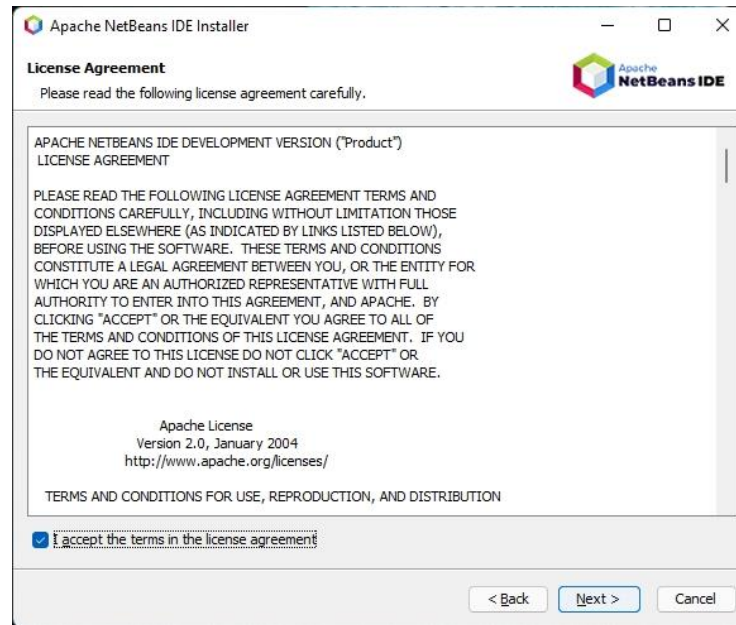 Apache NetBeans IDE Installer
License Agreement
Please read the following license agreement carefully.
Apache
NetBeans IDE
APACHE NETBEANS IDE DEVELOPMENT VERSION ("Product")
LICENSE AGREEMENT
PLEASE READ THE FOLLOWING LICENSE AGREEMENT TERMS AND
CONDITIONS CAREFULLY, INCLUDING WITHOUT LIMITATION THOSE
DISPLAYED ELSEWHERE (AS INDICATED BY LINKS LISTED BELOW),
BEFORE USING THE SOFTWARE. THESE TERMS AND CONDITIONS
CONSTITUTE A LEGAL AGREEMENT BETWEEN YOU, OR THE ENTITY FOR
WHICH YOU ARE AN AUTHORIZED REPRESENTATIVE WITH FULL
AUTHORITY TO ENTER INTO THIS AGREEMENT, AND APACHE. BY
CLICKING "ACCEPT" OR THE EQUIVALENT YOU AGREE TO ALL OF
THE TERMS AND CONDITIONS OF THIS LICENSE AGREEMENT. IF YOU
DO NOT AGREE TO THIS LICENSE DO NOT CLICK "ACCEPT" OR
THE EQUIVALENT AND DO NOT INSTALL OR USE THIS SOFTWARE.
Apache License
Version 2.0, January 2004
http://www.apache.org/licenses/
TERMS AND CONDITIONS FOR USE, REPRODUCTION, AND DISTRIBUTION
I accept the terms in the license agreement
< Back Next > Cancel